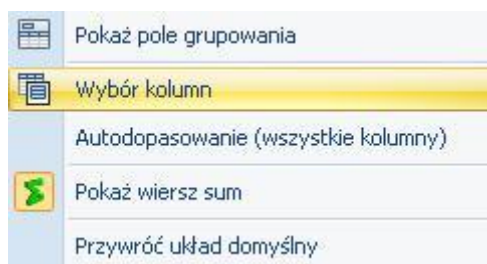 Pokaż pole grupowania
Wybór kolumn
Autodopasowanie (wszystkie kolumny)
Pokaż wiersz sum
Przywróć układ domyślny